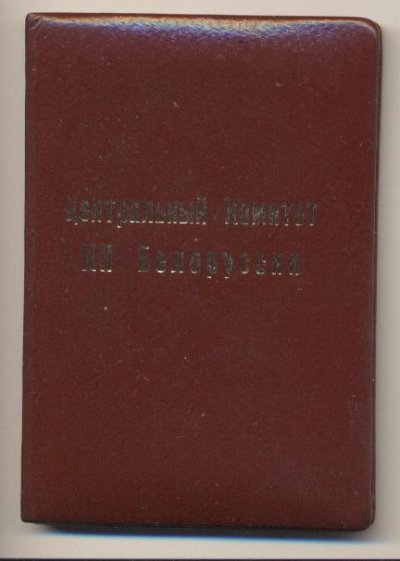 Центральный Комитет
КП Белоруссии